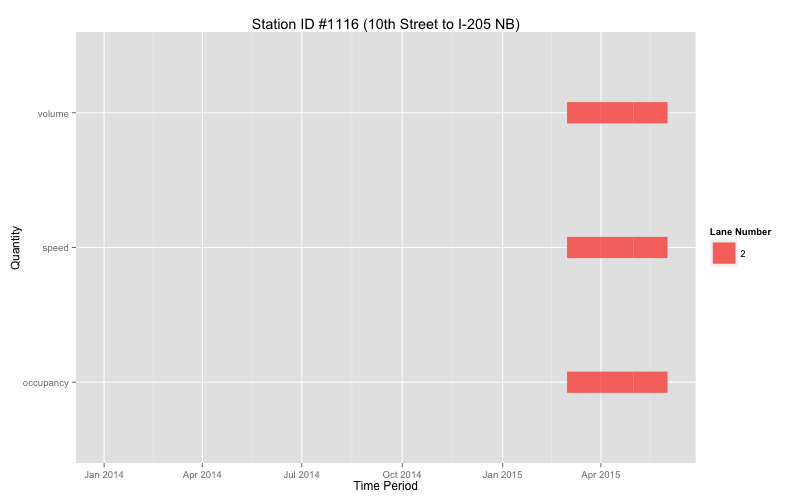 Station ID #1116 (10th Street to I-205 NB)
Quantity
volume
speed
occupancy
Jan 2014 Apr 2014 Jul 2014 Oct 2014 Jan 2015 Apr 2015
Time Period
Lane Number
2